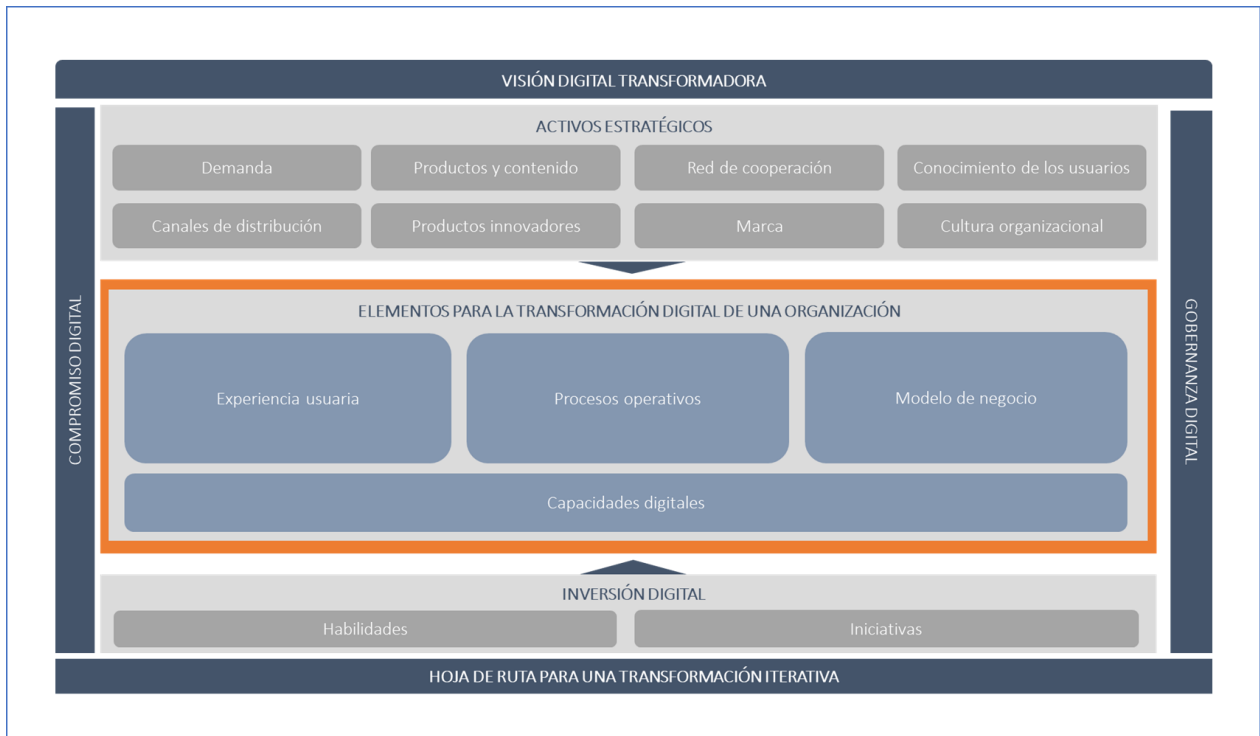 VISIÓN DIGITAL TRANSFORMADORA
COMPROMISO DIGITAL
ACTIVOS ESTRATÉGICOS
Demanda
Productos y contenido
Red de cooperación
Conocimiento de los usuarios
Canales de distribución
Productos innovadores
Marca
Cultura organizacional
ELEMENTOS PARA LA TRANSFORMACIÓN DIGITAL DE UNA ORGANIZACIÓN
Experiencia usuaria
Procesos operativos
Modelo de negocio
Capacidades digitales
INVERSIÓN DIGITAL
Habilidades
Iniciativas
GOBERNANZA DIGITAL
HOJA DE RUTA PARA UNA TRANSFORMACIÓN ITERATIVA